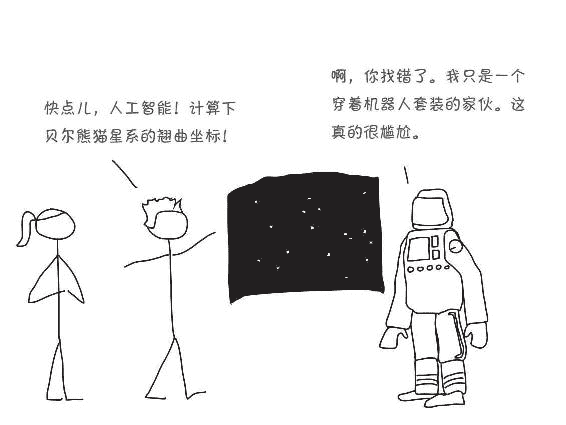 快点儿，人工智能！计算下
贝尔熊猫星系的翘曲坐标！
啊，你找错了。我只是一个
穿着机器人套装的家伙。这
真的很尴尬。